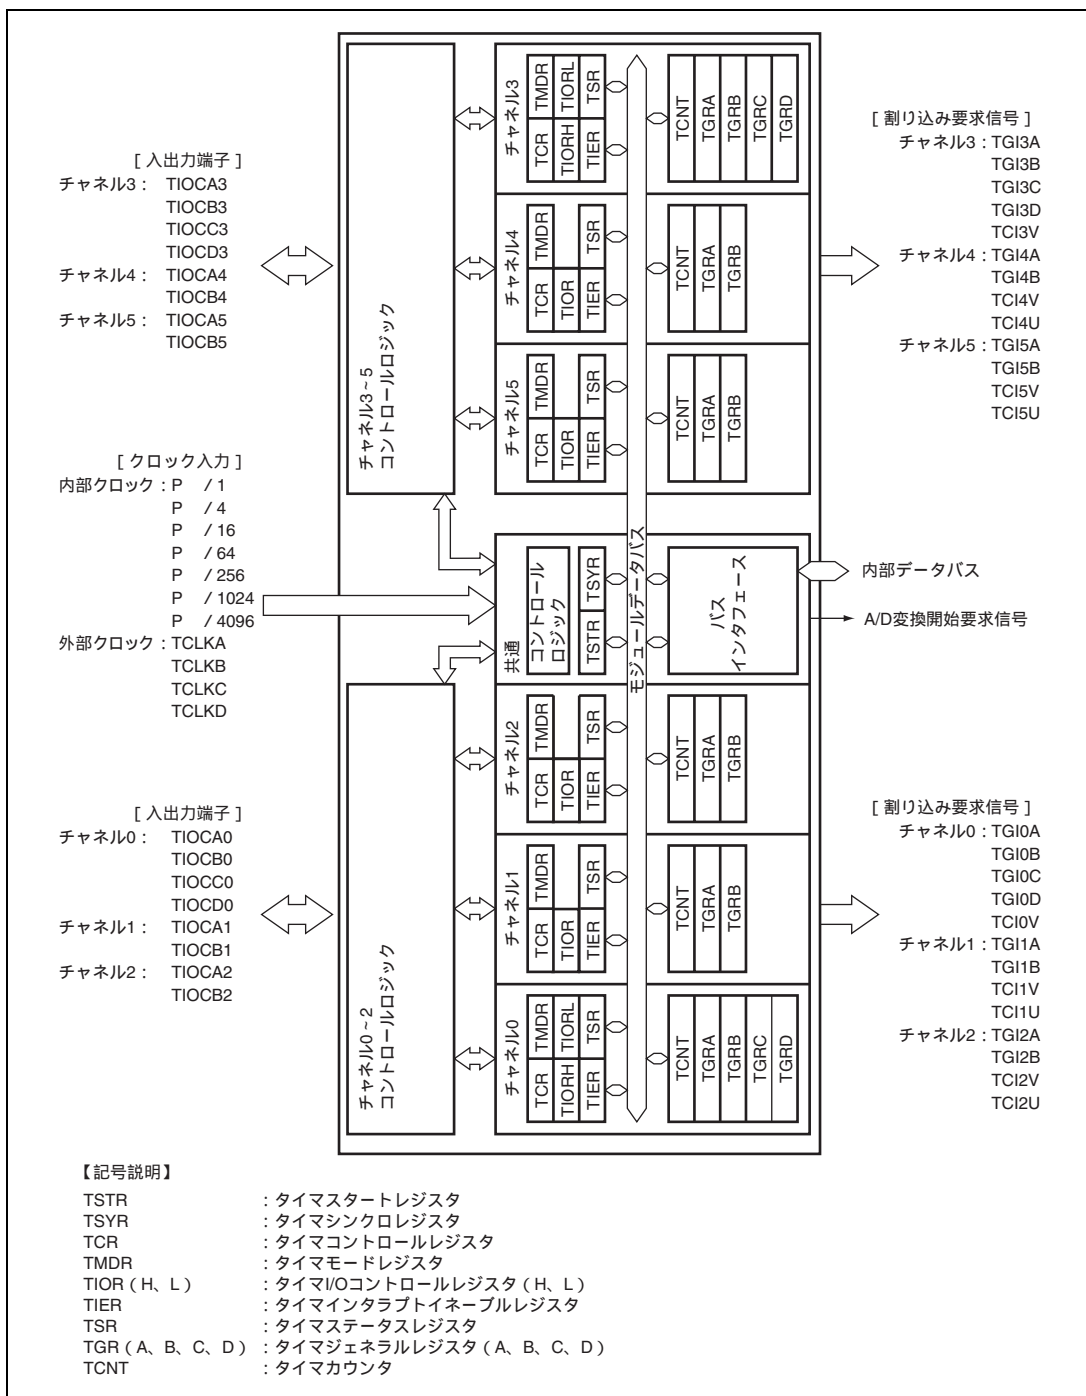 [ 入出力端子 ]
チャネル3 : TIOCA3
TIOCB3
TIOCC3
TIOCD3
チャネル4 : TIOCA4
TIOCB4
チャネル5 : TIOCA5
TIOCB5
[ クロック入力 ]
内部クロック : P /1
P /4
P /16
P /64
P /256
P /1024
P /4096
外部クロック : TCLKA
TCLKB
TCLKC
TCLKD
[ 入出力端子 ]
チャネル0 : TIOCA0
TIOCB0
TIOCC0
TIOCD0
チャネル1 : TIOCA1
TIOCB1
チャネル2 : TIOCA2
TIOCB2
チャネル3~5
コントロールロジック
チャネル0~2
コントロールロジック
チャネル3
TCR TMDR
TIORH TIORL
TIER TSR
TCNT
TGRA
TGRB
TGRC
TGRD
チャネル4
TCR TMDR
TIOR
TIER TSR
TCNT
TGRA
TGRB
チャネル5
TCR TMDR
TIOR
TIER TSR
TCNT
TGRA
TGRB
共通
コントロール
ロジック
TSTR TSYR
モジュールデータバス
バス
インタフェース
チャネル2
TCR TMDR
TIOR
TIER TSR
TCNT
TGRA
TGRB
チャネル1
TCR TMDR
TIOR
TIER TSR
TCNT
TGRA
TGRB
チャネル0
TCR TMDR
TIORH TIORL
TIER TSR
TCNT
TGRA
TGRB
TGRC
TGRD
[ 割り込み要求信号 ]
チャネル3 : TGI3A
TGI3B
TGI3C
TGI3D
TCI3V
チャネル4 : TGI4A
TGI4B
TCI4V
TCI4U
チャネル5 : TGI5A
TGI5B
TCI5V
TCI5U
内部データバス
A/D変換開始要求信号
[ 割り込み要求信号 ]
チャネル0 : TGI0A
TGI0B
TGI0C
TGI0D
TCI0V
チャネル1 : TGI1A
TGI1B
TCI1V
TCI1U
チャネル2 : TGI2A
TGI2B
TCI2V
TCI2U
【記号説明】
TSTR : タイマスタートレジスタ
TSYR : タイマシンクロレジスタ
TCR : タイマコントロールレジスタ
TMDR : タイマモードレジスタ
TIOR(H、L) : タイマI/Oコントロールレジスタ(H、L)
TIER : タイマインタラプトイネーブルレジスタ
TSR : タイマステータスレジスタ
TGR(A、B、C、D) : タイマジェネラルレジスタ(A、B、C、D)
TCNT : タイマカウンタ